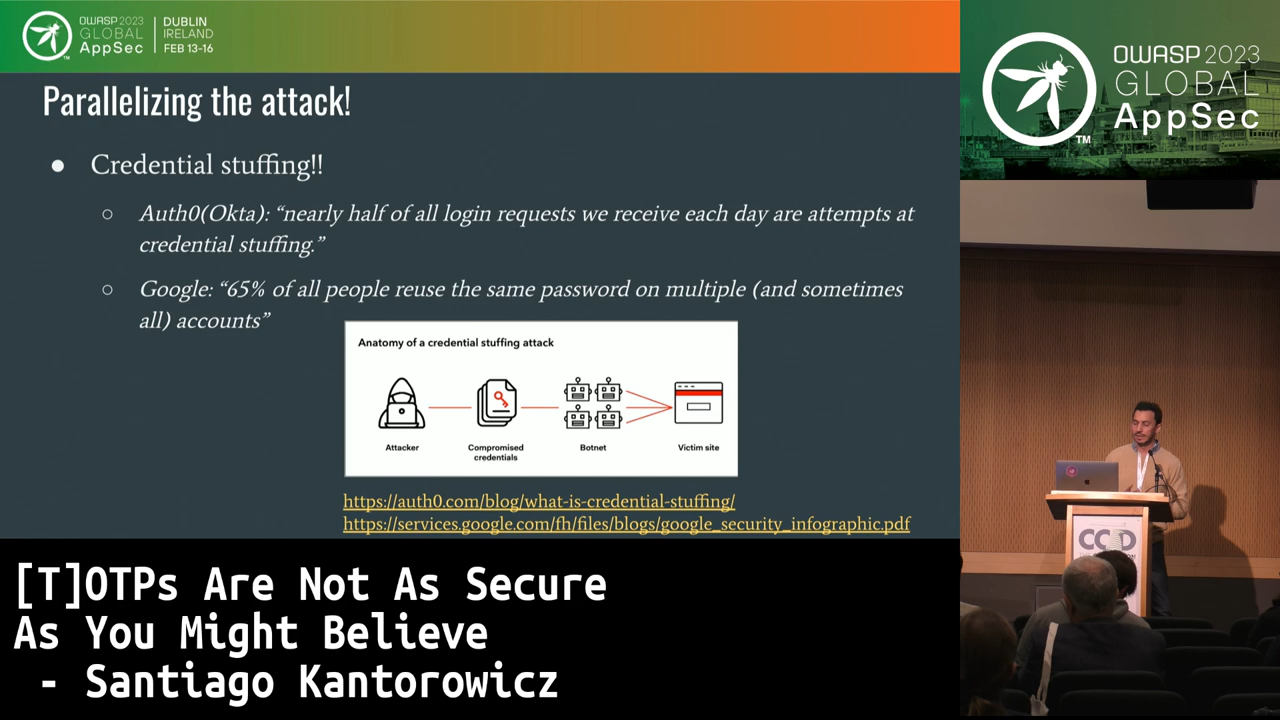 OWASP 2023
GLOBAL
AppSec
TM
DUBLIN
IRELAND
FEB 13-16
Parallelizing the attack!
● Credential stuffing!!
○ Auth0(Okta): “nearly half of all login requests we receive each day are attempts at
credential stuffing.”
○ Google: “65% of all people reuse the same password on multiple (and sometimes
all) accounts”
Anatomy of a credential stuffing attack
Attacker
Compromised
credentials
Botnet
Victim site
https://auth0.com/blog/what-is-credential-stuffing/
https://services.google.com/fh/files/blogs/google_security_infographic.pdf
[T]OTPs Are Not As Secure
As You Might Believe
- Santiago Kantorowicz
OWASP 2023
GLOBAL
AppSec
TM